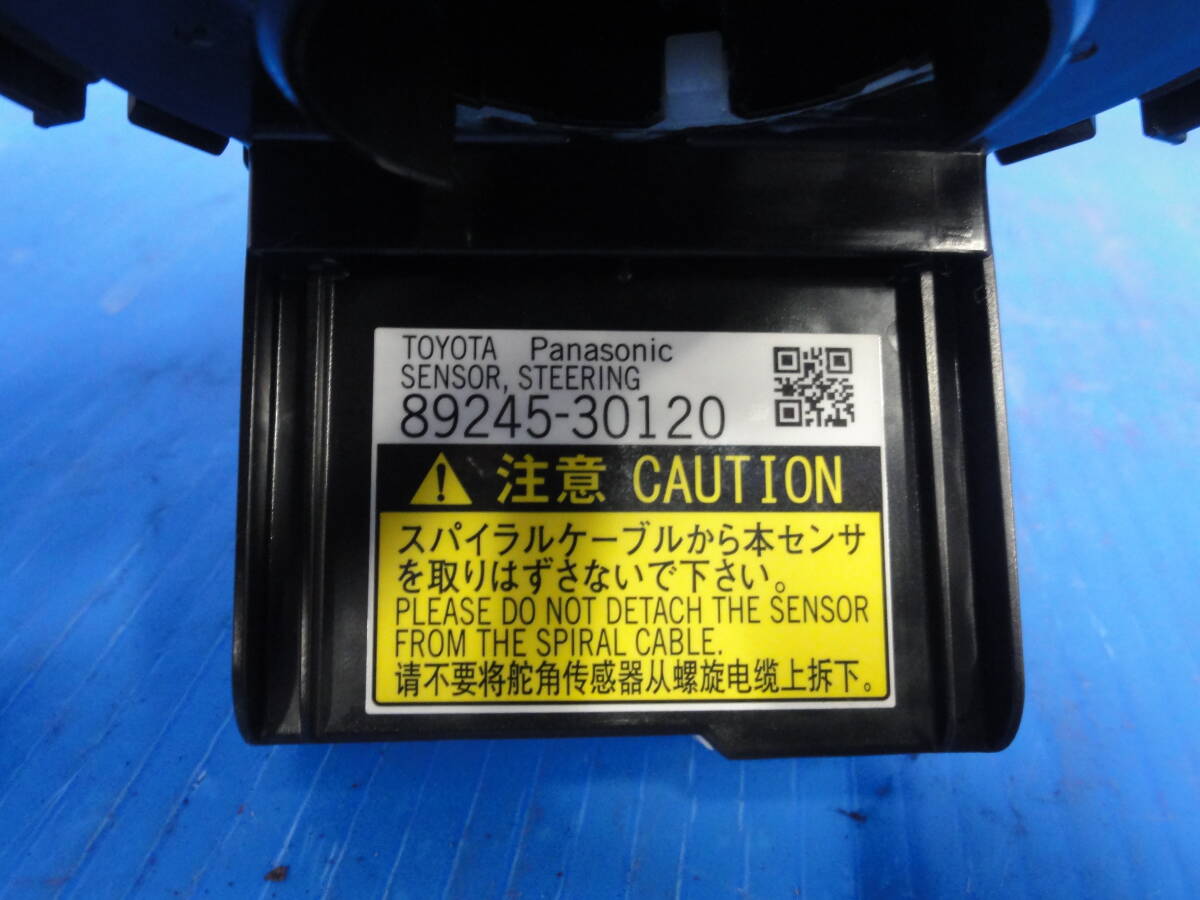 TOYOTA Panasonic
SENSOR, STEERING
89245-30120
注意 CAUTION
スパイラルケーブルから本センサ
を取りはずさないで下さい。
PLEASE DO NOT DETACH THE SENSOR
FROM THE SPIRAL CABLE.
请不要将舵角传感器从螺旋电缆上拆下。